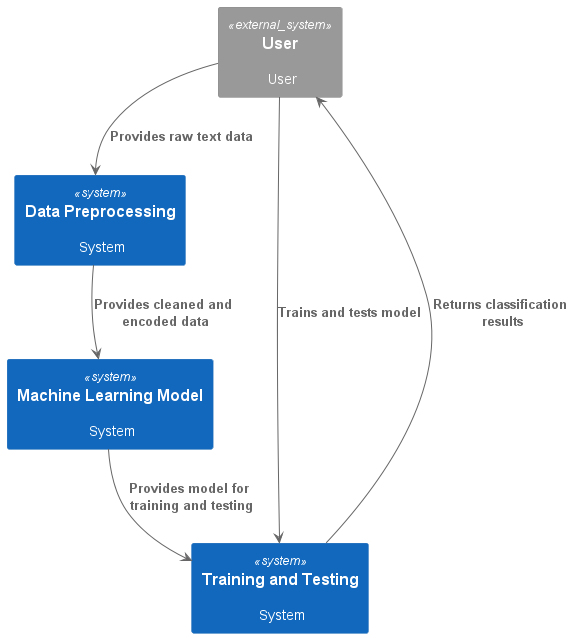 «external_system»
User
User
Provides raw text data
«system»
Data Preprocessing
System
Provides cleaned and
encoded data
Trains and tests model
Returns classification
results
«system»
Machine Learning Model
System
Provides model for
training and testing
«system»
Training and Testing
System